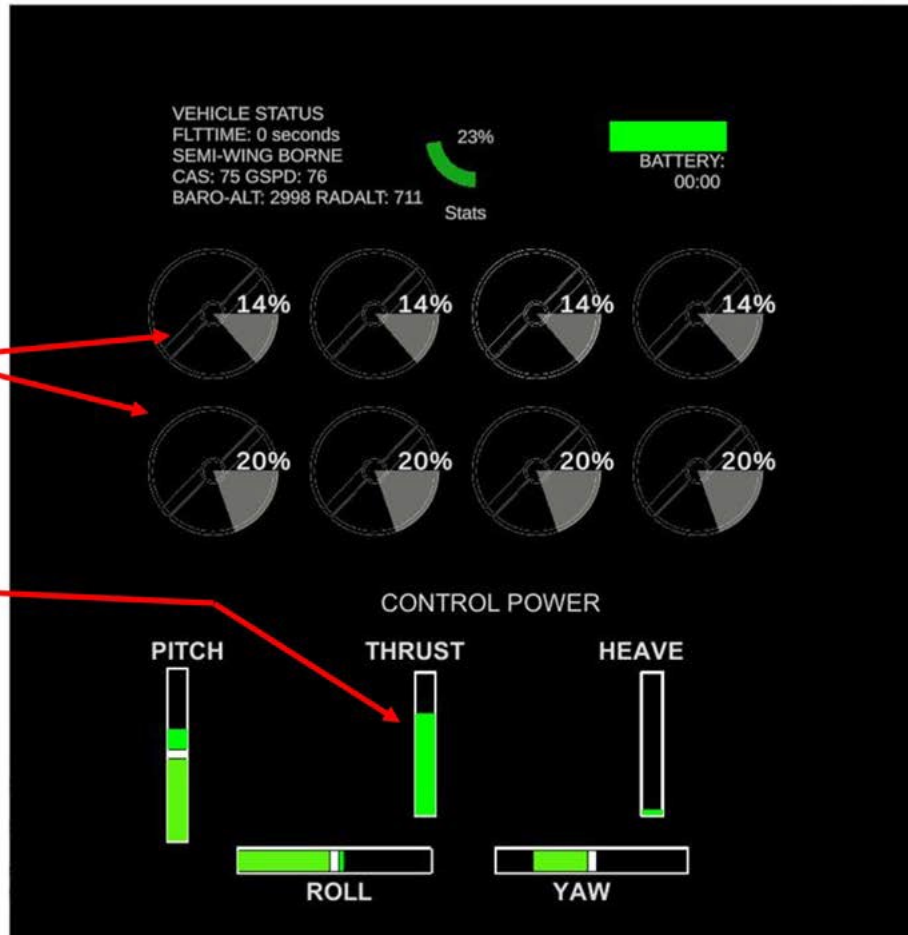 VEHICLE STATUS
FLTTIME: 0 seconds
SEMI-WING BORNE
CAS: 75 GSPD: 76
BARO-ALT: 2998 RADALT: 711
23%
Stats
BATTERY:
00:00
14% 14% 14% 14%
20% 20% 20% 20%
CONTROL POWER
PITCH THRUST HEAVE
ROLL YAW